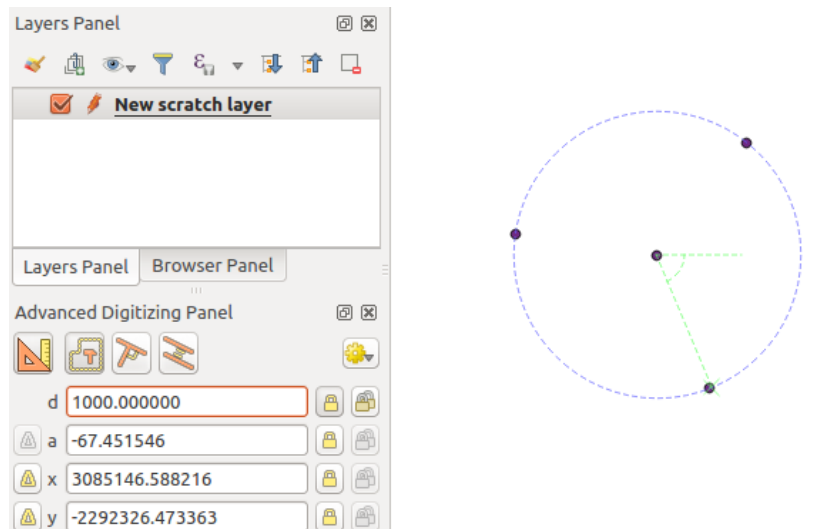 Layers Panel
New scratch layer
Layers Panel Browser Panel
Advanced Digitizing Panel
d 1000.000000
a -67.451546
x 3085146.588216
y -2292326.473363